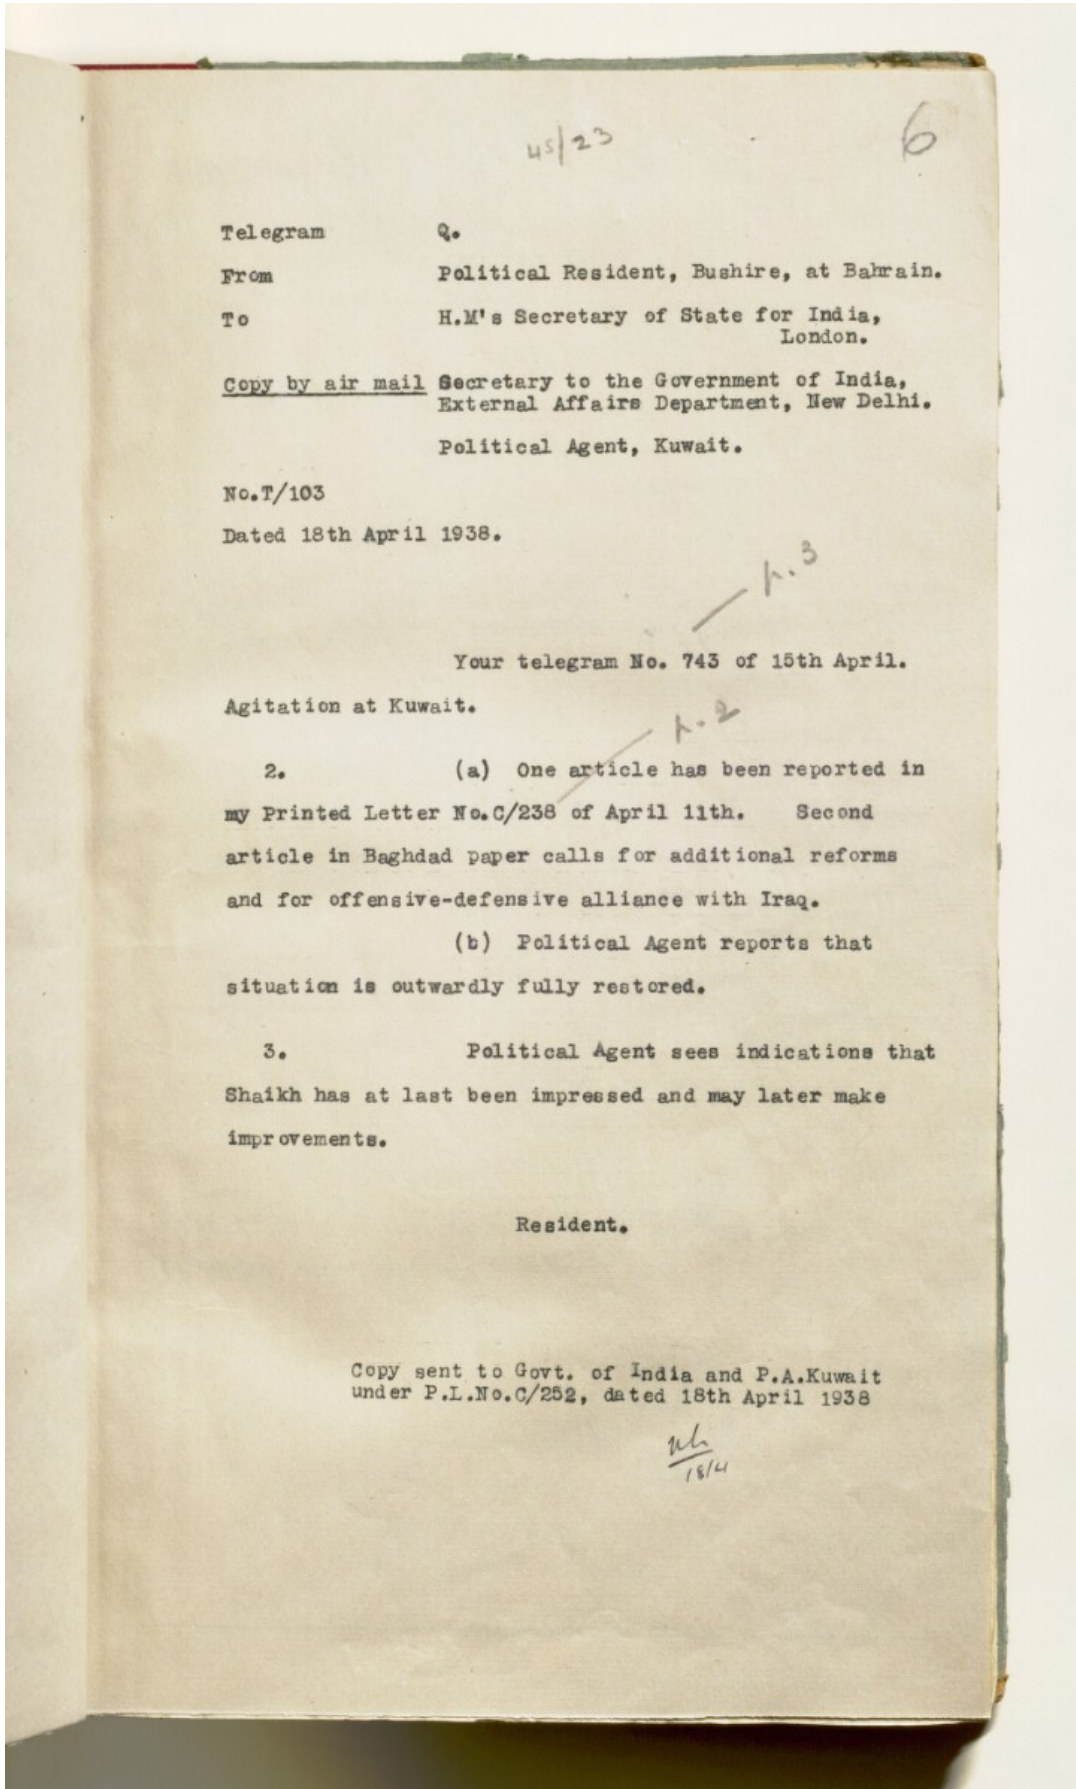 45/23
6
Telegram Q.
From Political Resident, Bushire, at Bahrain.
To H.M's Secretary of State for India,
London.
Copy by air mail Secretary to the Government of India,
External Affairs Department, New Delhi.
Political Agent, Kuwait.
No.T/103
Dated 18th April 1938.
p.3
Your telegram No. 743 of 15th April.
Agitation at Kuwait.
p.2
2. (a) One article has been reported in
my Printed Letter No.C/238 of April 11th. Second
article in Baghdad paper calls for additional reforms
and for offensive-defensive alliance with Iraq.
(b) Political Agent reports that
situation is outwardly fully restored.
3. Political Agent sees indications that
Shaikh has at last been impressed and may later make
improvements.
Resident.
Copy sent to Govt. of India and P.A.Kuwait
under P.L.No.C/252, dated 18th April 1938
18/4